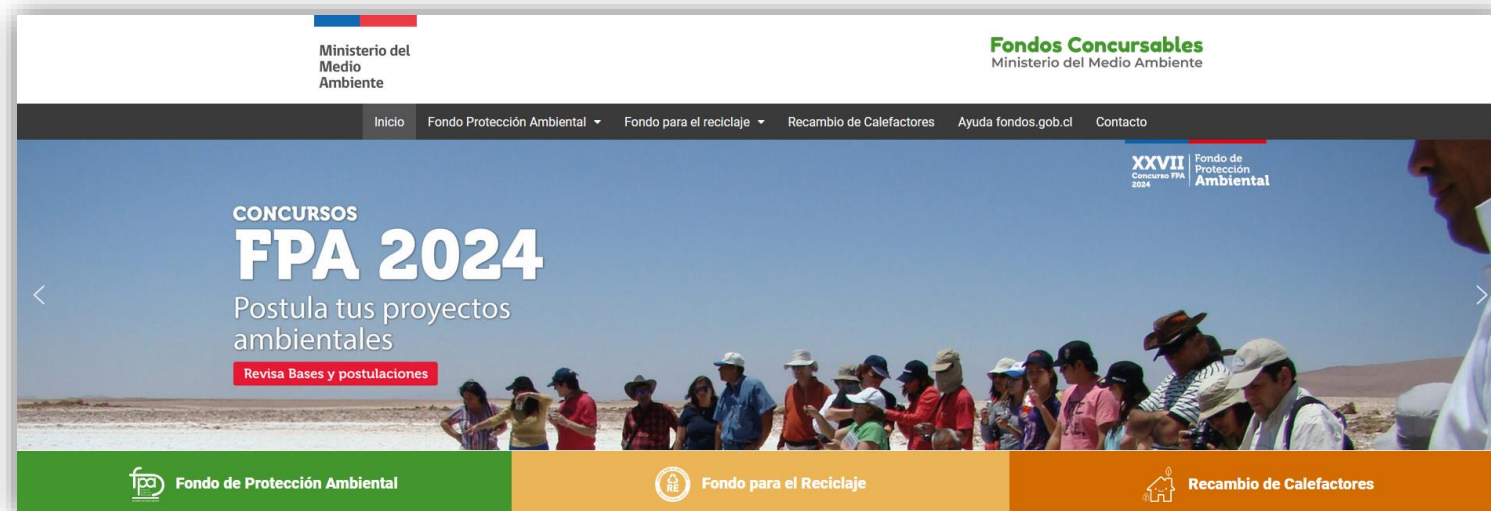 Ministerio del
Medio
Ambiente
Fondos Concursables
Ministerio del Medio Ambiente
Inicio Fondo Protección Ambiental Fondo para el reciclaje Recambio de Calefactores Ayuda fondos.gob.cl Contacto
XXVII
Concurso FPA
2024
Fondo de
Protección
Ambiental
CONCURSOS
FPA 2024
Postula tus proyectos
ambientales
Revisa Bases y postulaciones
fpa
Fondo de Protección Ambiental
RE
Fondo para el Reciclaje
Recambio de Calefactores